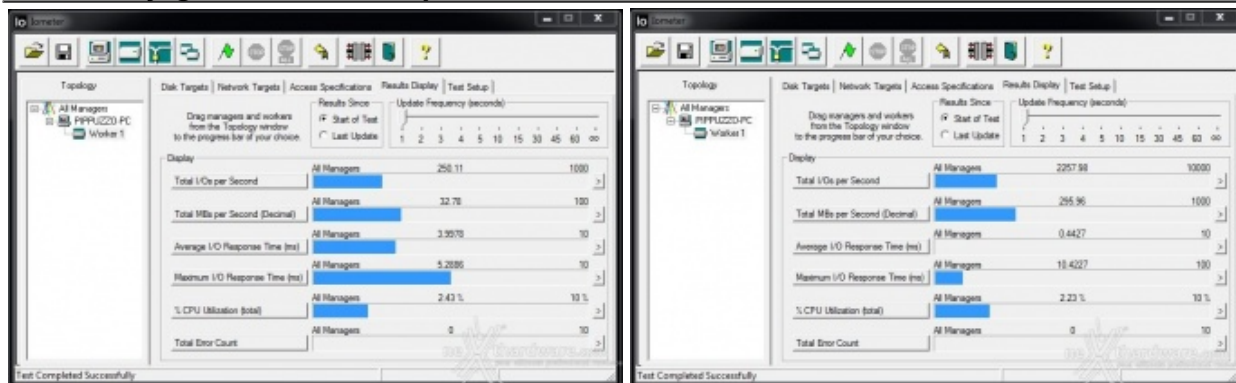 Iometer
Topology
All Managers
PIPPUZZO-PC
Worker 1
Disk Targets | Network Targets | Access Specifications | Results Display | Test Setup
Drag managers and workers
from the Topology window
to the progress bar of your choice.
Results Since
Start of Test
Last Update
Update Frequency (seconds)
1 2 3 4 5 10 15 30 45 60 ∞
Display
All Managers 250.11 1000
Total I/Os per Second >
All Managers 32.78 100
Total MBs per Second (Decimal) >
All Managers 3.9978 10
Average I/O Response Time (ms) >
All Managers 5.2886 10
Maximum I/O Response Time (ms) >
All Managers 2.43 % 10 %
% CPU Utilization (total) >
All Managers 0 10
Total Error Count >
Test Completed Successfully
Iometer
Topology
All Managers
PIPPUZZO-PC
Worker 1
Disk Targets | Network Targets | Access Specifications | Results Display | Test Setup
Drag managers and workers
from the Topology window
to the progress bar of your choice.
Results Since
Start of Test
Last Update
Update Frequency (seconds)
1 2 3 4 5 10 15 30 45 60 ∞
Display
All Managers 2257.98 10000
Total I/Os per Second >
All Managers 295.96 1000
Total MBs per Second (Decimal) >
All Managers 0.4427 10
Average I/O Response Time (ms) >
All Managers 10.4227 100
Maximum I/O Response Time (ms) >
All Managers 2.23 % 10 %
% CPU Utilization (total) >
All Managers 0 10
Total Error Count >
Test Completed Successfully